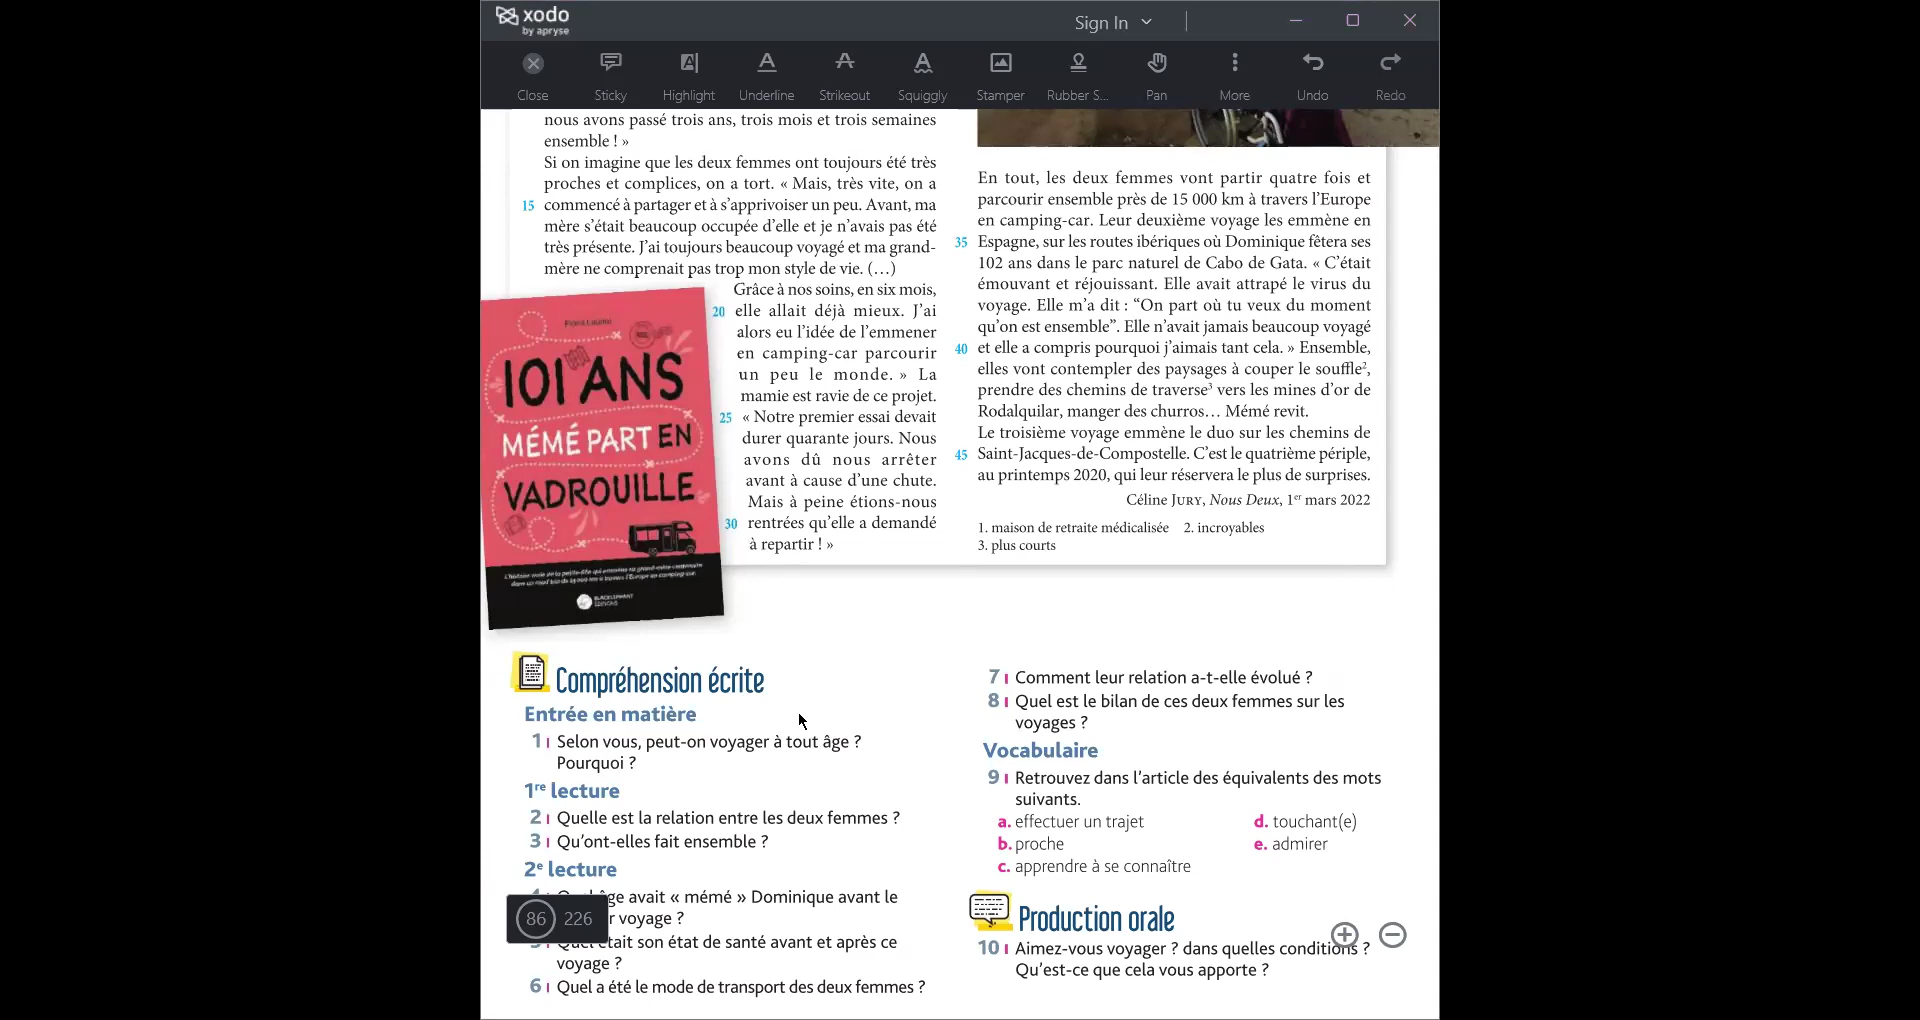 xodo
by apryse
Sign In
Close
Sticky
Highlight
Underline
Strikeout
Squiggly
Stamper
Rubber S...
Pan
More
Undo
Redo
nous avons passé trois ans, trois mois et trois semaines
ensemble ! »
Si on imagine que les deux femmes ont toujours été très
proches et complices, on a tort. « Mais, très vite, on a
15 commencé à partager et à s'apprivoiser un peu. Avant, ma
mère s'était beaucoup occupée d'elle et je n'avais pas été
très présente. J'ai toujours beaucoup voyagé et ma grand-
mère ne comprenait pas trop mon style de vie. (…)
Grâce à nos soins, en six mois,
20 elle allait déjà mieux. J'ai
alors eu l'idée de l'emmener
en camping-car parcourir
un peu le monde. » La
mamie est ravie de ce projet.
25 « Notre premier essai devait
durer quarante jours. Nous
avons dû nous arrêter
avant à cause d'une chute.
Mais à peine étions-nous
30 rentrées qu'elle a demandé
à repartir ! »
101 ANS
MÉMÉ PART EN
VADROUILLE
BLACKLEPHANT
EDITIONS
En tout, les deux femmes vont partir quatre fois et
parcourir ensemble près de 15 000 km à travers l'Europe
en camping-car. Leur deuxième voyage les emmène en
35 Espagne, sur les routes ibériques où Dominique fêtera ses
102 ans dans le parc naturel de Cabo de Gata. « C'était
émouvant et réjouissant. Elle avait attrapé le virus du
voyage. Elle m'a dit : “On part où tu veux du moment
qu'on est ensemble”. Elle n'avait jamais beaucoup voyagé
40 et elle a compris pourquoi j'aimais tant cela. » Ensemble,
elles vont contempler des paysages à couper le souffle²,
prendre des chemins de traverse³ vers les mines d'or de
Rodalquilar, manger des churros… Mémé revit.
Le troisième voyage emmène le duo sur les chemins de
45 Saint-Jacques-de-Compostelle. C'est le quatrième périple,
au printemps 2020, qui leur réservera le plus de surprises.
Céline JURY, Nous Deux, 1er mars 2022
1. maison de retraite médicalisée 2. incroyables
3. plus courts
Compréhension écrite
Entrée en matière
1 Selon vous, peut-on voyager à tout âge ?
Pourquoi ?
1re lecture
2 Quelle est la relation entre les deux femmes ?
3 Qu'ont-elles fait ensemble ?
2e lecture
âge avait « mémé » Dominique avant le
r voyage ?
était son état de santé avant et après ce
voyage ?
6 Quel a été le mode de transport des deux femmes ?
86 226
7 Comment leur relation a-t-elle évolué ?
8 Quel est le bilan de ces deux femmes sur les
voyages ?
Vocabulaire
9 Retrouvez dans l'article des équivalents des mots
suivants.
a. effectuer un trajet
b. proche
c. apprendre à se connaître
d. touchant(e)
e. admirer
Production orale
10 Aimez-vous voyager ? dans quelles conditions ?
Qu'est-ce que cela vous apporte ?